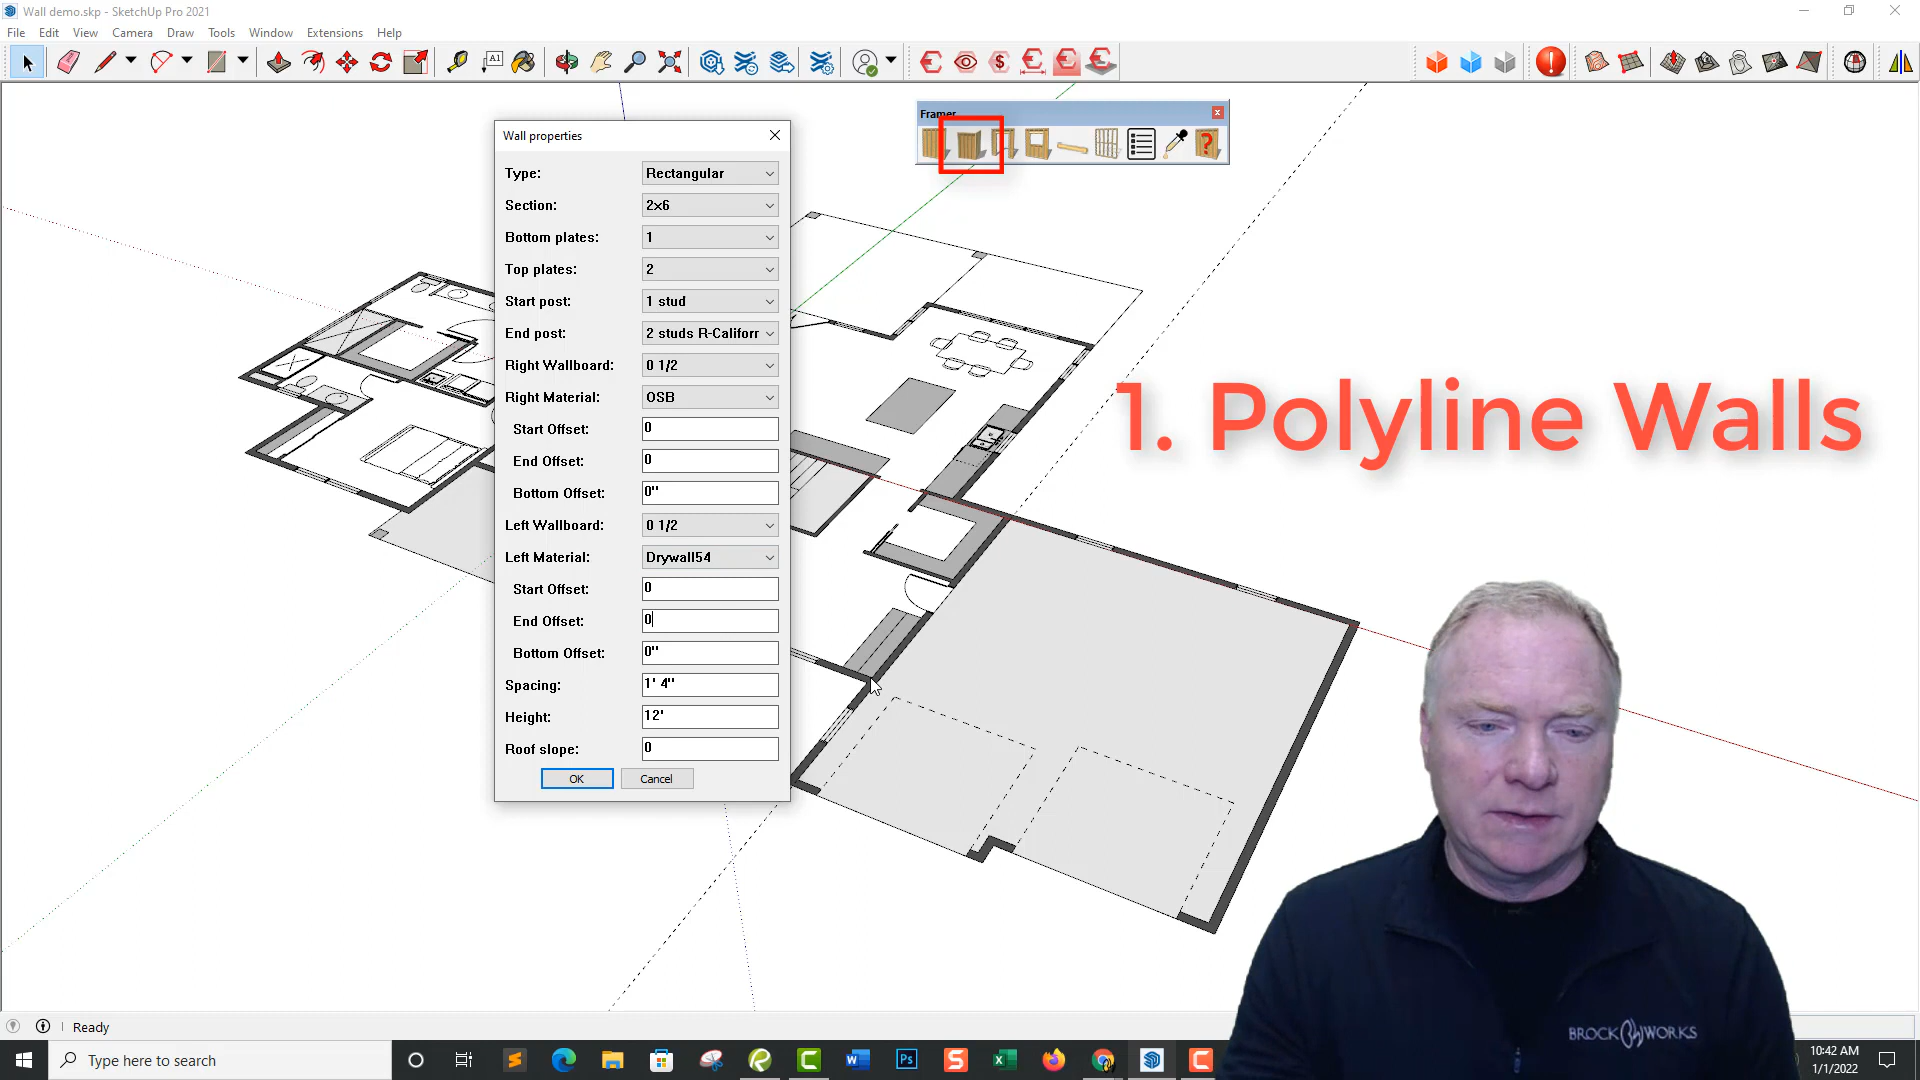 Wall demo.skp - SketchUp Pro 2021
File Edit View Camera Draw Tools Window Extensions Help
A1
Framer
Wall properties
Type: Rectangular
Section: 2x6
Bottom plates: 1
Top plates: 2
Start post: 1 stud
End post: 2 studs R-Californ
Right Wallboard: 0 1/2
Right Material: OSB
Start Offset: 0
End Offset: 0
Bottom Offset: 0"
Left Wallboard: 0 1/2
Left Material: Drywall54
Start Offset: 0
End Offset: 0
Bottom Offset: 0"
Spacing: 1' 4"
Height: 12'
Roof slope: 0
OK Cancel
1. Polyline Walls
BROCK WORKS
Ready
Type here to search
10:42 AM
1/1/2022